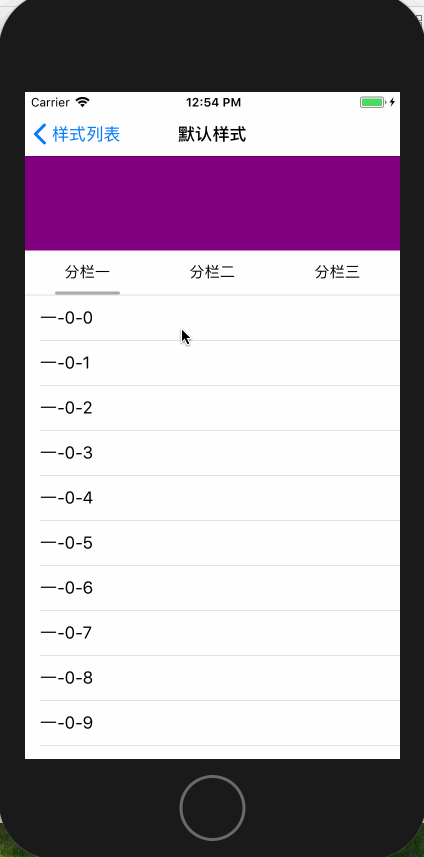 Carrier 12:54 PM
样式列表 默认样式
分栏一 分栏二 分栏三
一-0-0
一-0-1
一-0-2
一-0-3
一-0-4
一-0-5
一-0-6
一-0-7
一-0-8
一-0-9